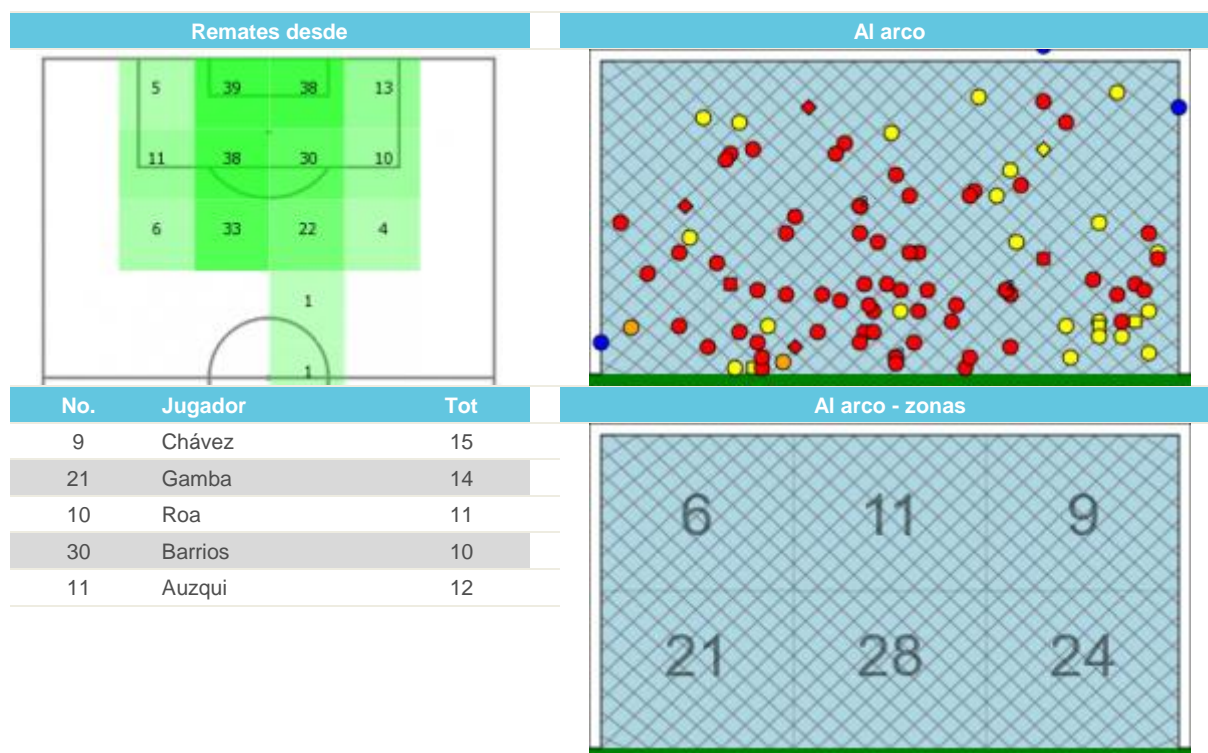 Remates desde
5 39 38 13
11 38 30 10
6 33 22 4
1
1
Al arco
No. Jugador Tot
9 Chávez 15
21 Gamba 14
10 Roa 11
30 Barrios 10
11 Auzqui 12
Al arco - zonas
6 11 9
21 28 24